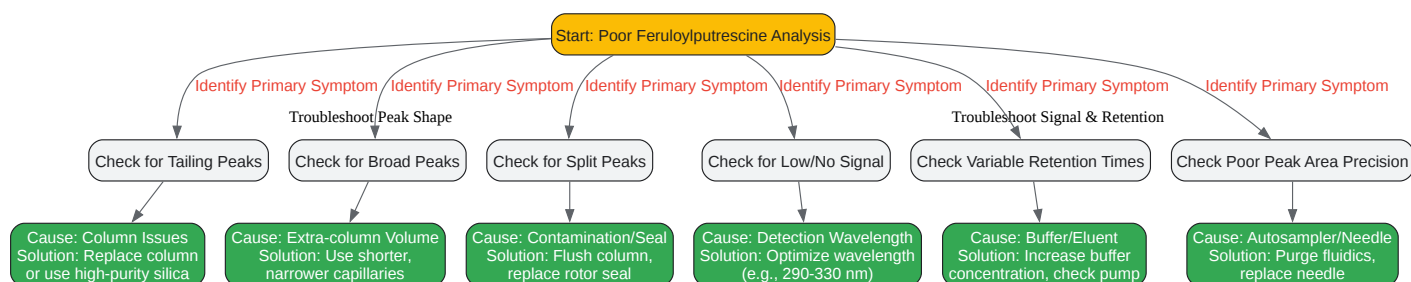 Start: Poor Feruloylputrescine Analysis
Identify Primary Symptom
Identify Primary Symptom
Identify Primary Symptom
Identify Primary Symptom
Identify Primary Symptom
Identify Primary Symptom
Troubleshoot Peak Shape
Troubleshoot Signal & Retention
Check for Tailing Peaks
Check for Broad Peaks
Check for Split Peaks
Check for Low/No Signal
Check Variable Retention Times
Check Poor Peak Area Precision
Cause: Column Issues
Solution: Replace column
or use high-purity silica
Cause: Extra-column Volume
Solution: Use shorter,
narrower capillaries
Cause: Contamination/Seal
Solution: Flush column,
replace rotor seal
Cause: Detection Wavelength
Solution: Optimize wavelength
(e.g., 290-330 nm)
Cause: Buffer/Eluent
Solution: Increase buffer
concentration, check pump
Cause: Autosampler/Needle
Solution: Purge fluidics,
replace needle